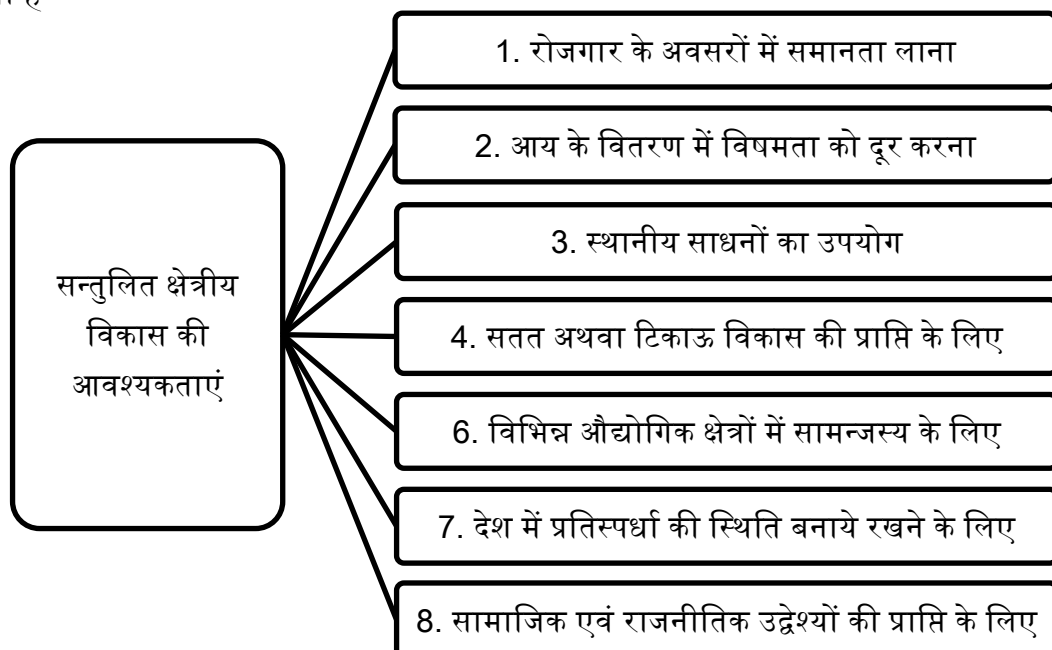 सन्तुलित क्षेत्रीय
विकास की
आवश्यकताएं
1. रोजगार के अवसरों में समानता लाना
2. आय के वितरण में विषमता को दूर करना
3. स्थानीय साधनों का उपयोग
4. सतत अथवा टिकाऊ विकास की प्राप्ति के लिए
6. विभिन्न औद्योगिक क्षेत्रों में सामन्जस्य के लिए
7. देश में प्रतिस्पर्धा की स्थिति बनाये रखने के लिए
8. सामाजिक एवं राजनीतिक उद्देश्यों की प्राप्ति के लिए